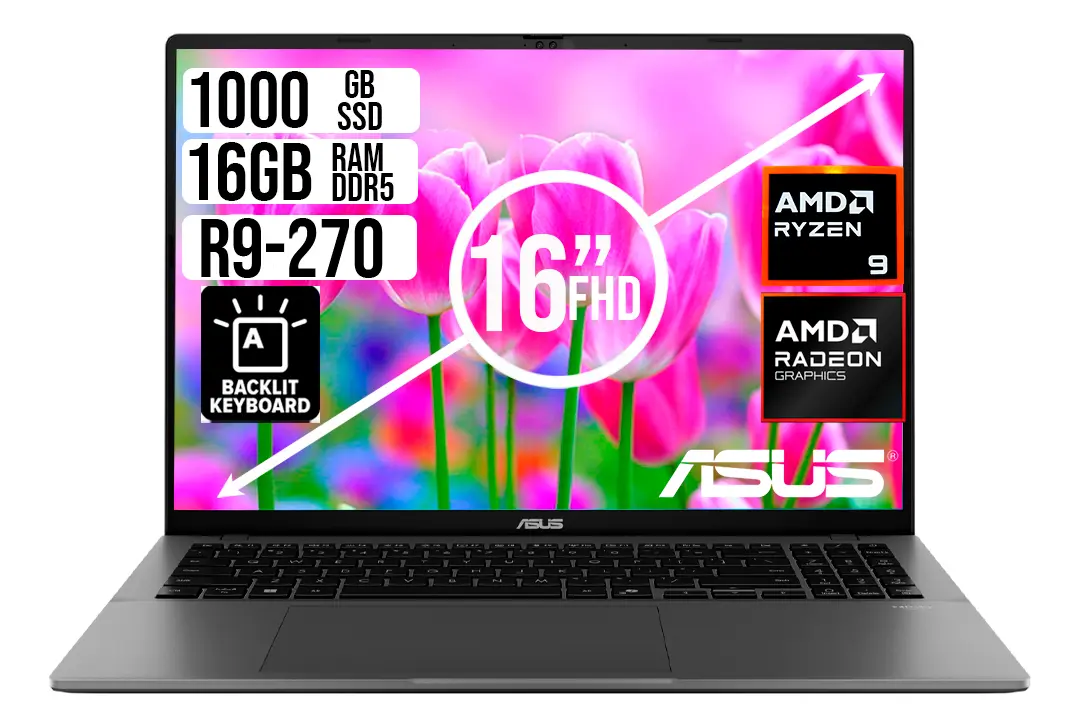 1000 GB
SSD
16GB RAM
DDR5
R9-270
A
BACKLIT
KEYBOARD
16”
FHD
AMD
RYZEN
9
AMD
RADEON
GRAPHICS
ASUS®
ASUS